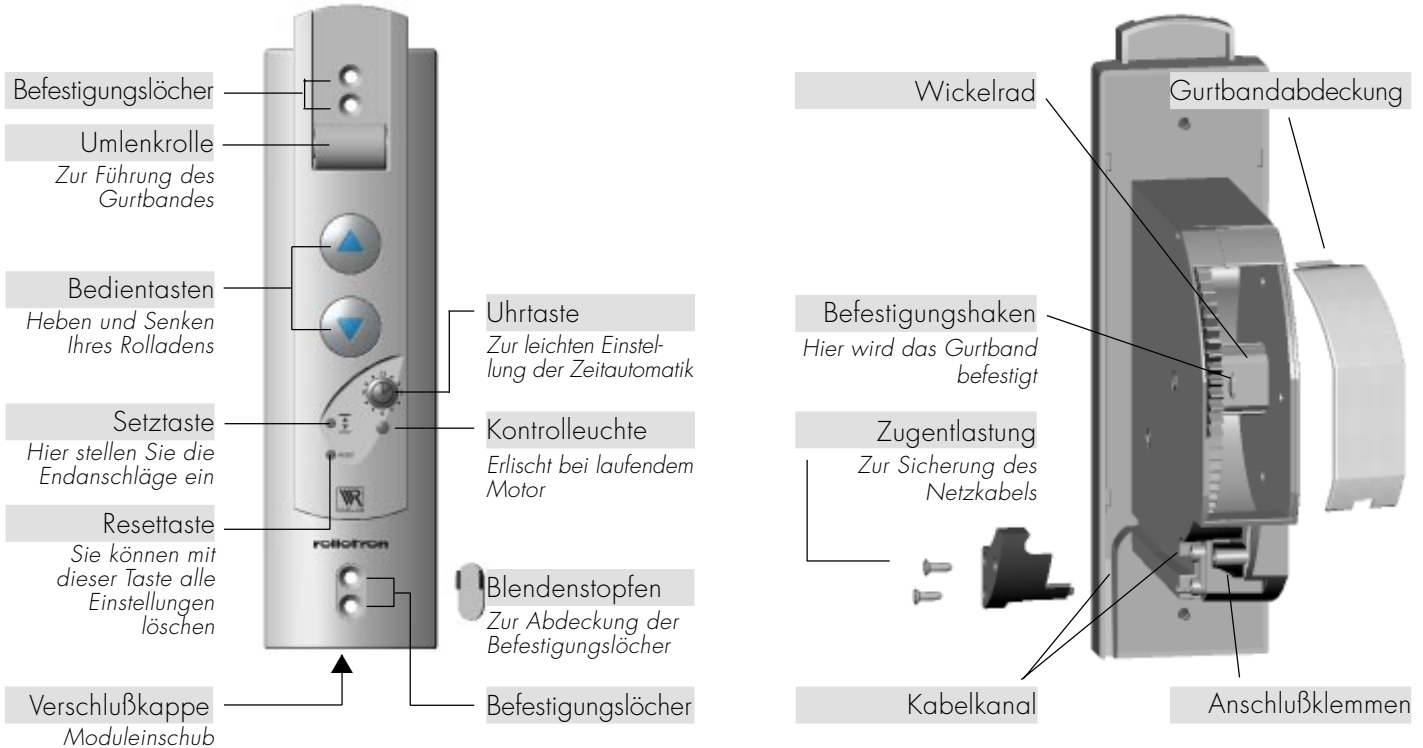 Befestigungslöcher
Umlenkrolle
Zur Führung des
Gurtbandes
Bedientasten
Heben und Senken
Ihres Rolladens
Setztaste
Hier stellen Sie die
Endanschläge ein
Resettaste
Sie können mit
dieser Taste alle
Einstellungen
löschen
Verschlußkappe
Moduleinschub
robotron
Uhrtaste
Zur leichten Einstel-
lung der Zeitautomatik
Kontrolleuchte
Erlischt bei laufendem
Motor
Blendenstopfen
Zur Abdeckung der
Befestigungslöcher
Befestigungslöcher
Wickelrad
Gurtbandabdeckung
Befestigungshaken
Hier wird das Gurtband
befestigt
Zugentlastung
Zur Sicherung des
Netzkabels
Kabelkanal
Anschlußklemmen